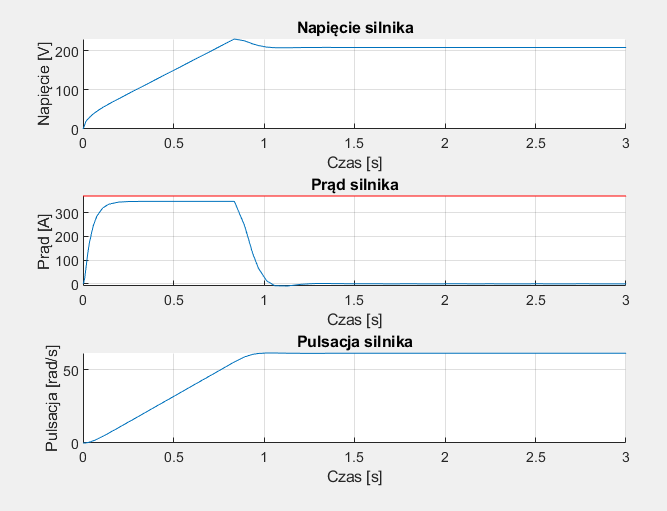 Napięcie silnika
Napięcie [V]
200
100
0
0 0.5 1 1.5 2 2.5 3
Czas [s]
Prąd silnika
Prąd [A]
300
200
100
0
0 0.5 1 1.5 2 2.5 3
Czas [s]
Pulsacja silnika
Pulsacja [rad/s]
50
0
0 0.5 1 1.5 2 2.5 3
Czas [s]